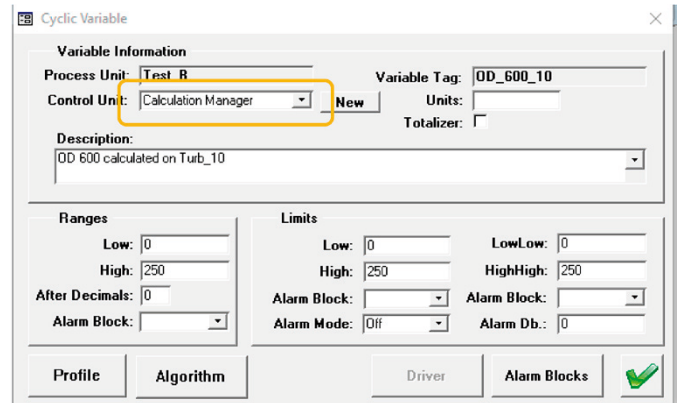 Cyclic Variable
Variable Information
Process Unit: Test_R Variable Tag: OD_600_10
Control Unit: Calculation Manager New Units:
Totalizer:
Description:
OD 600 calculated on Turb_10
Ranges Limits
Low: 0 Low: 0 LowLow: 0
High: 250 High: 250 HighHigh: 250
After Decimals: 0 Alarm Block: Alarm Block:
Alarm Block: Alarm Mode: Off Alarm Db.: 0
Profile Algorithm Driver Alarm Blocks